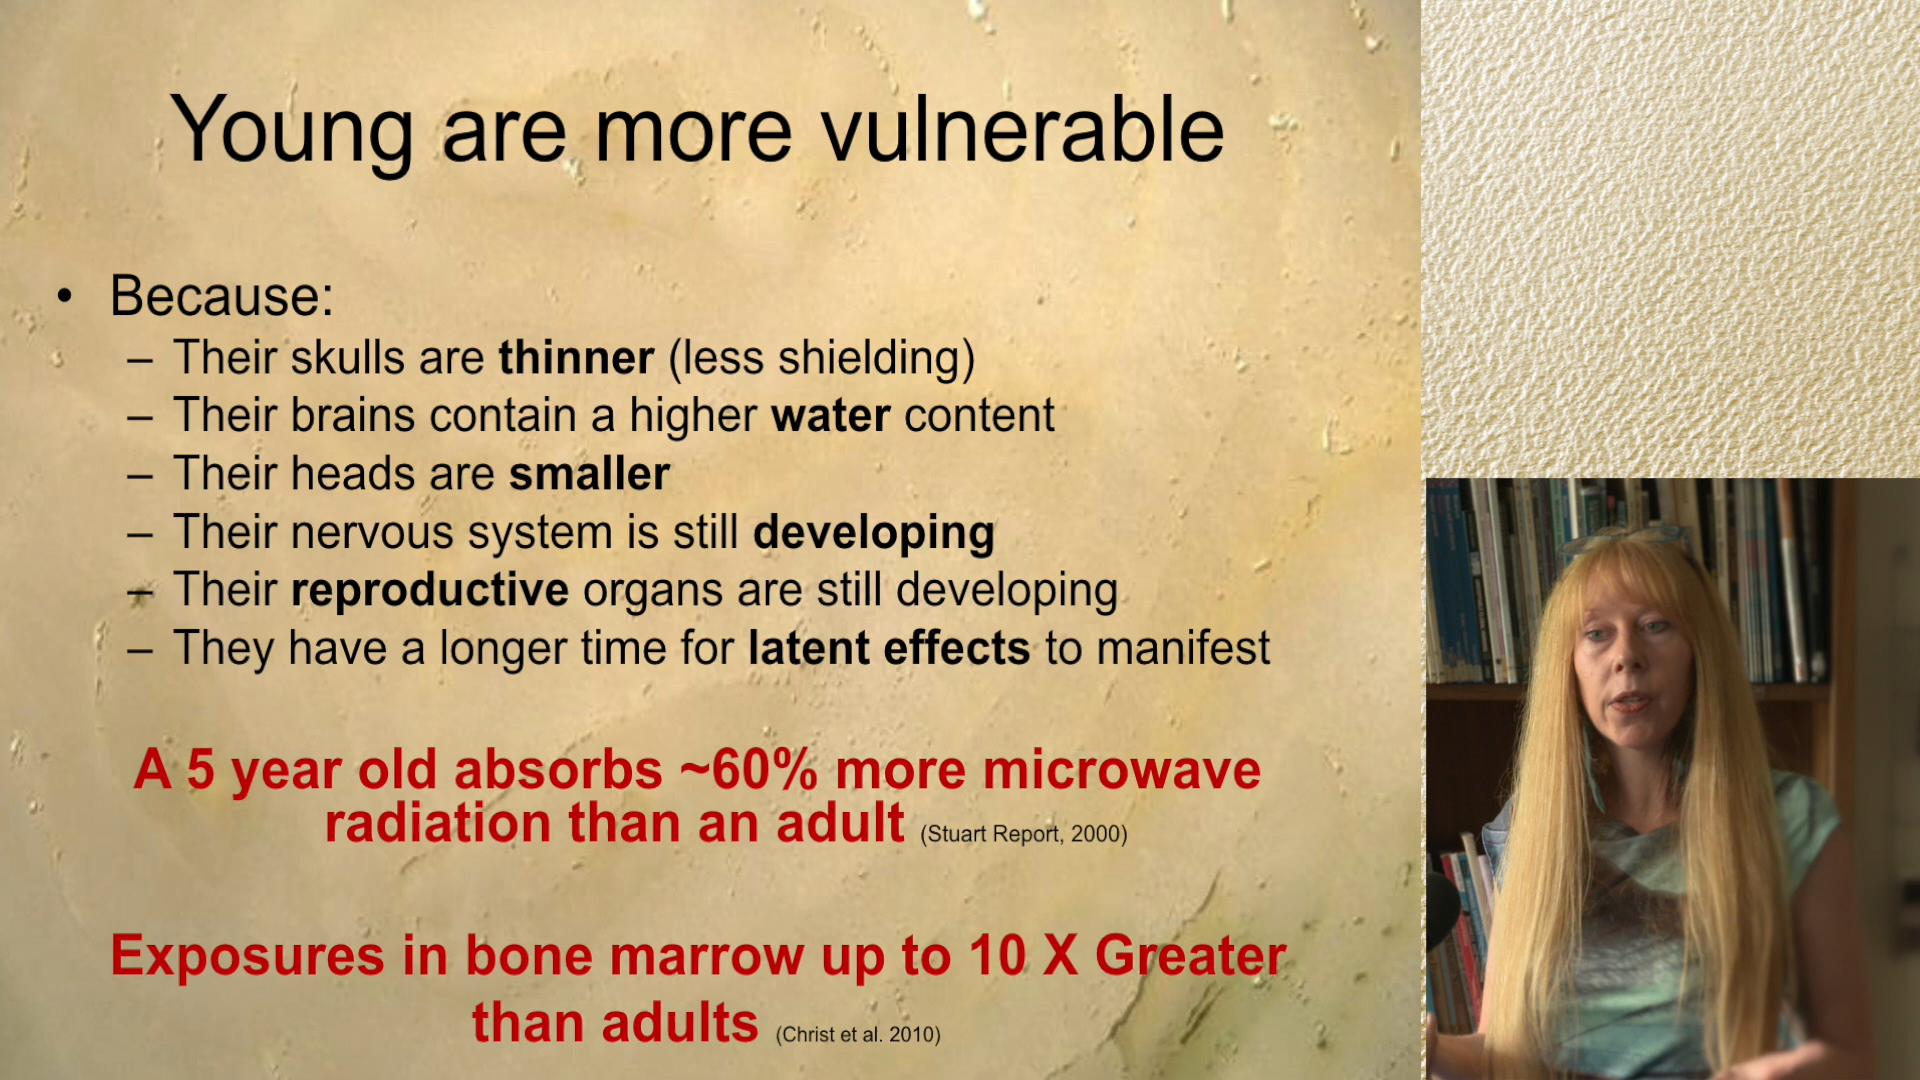 Young are more vulnerable
• Because:
– Their skulls are thinner (less shielding)
– Their brains contain a higher water content
– Their heads are smaller
– Their nervous system is still developing
– Their reproductive organs are still developing
– They have a longer time for latent effects to manifest
A 5 year old absorbs ~60% more microwave
radiation than an adult (Stuart Report, 2000)
Exposures in bone marrow up to 10 X Greater
than adults (Christ et al. 2010)